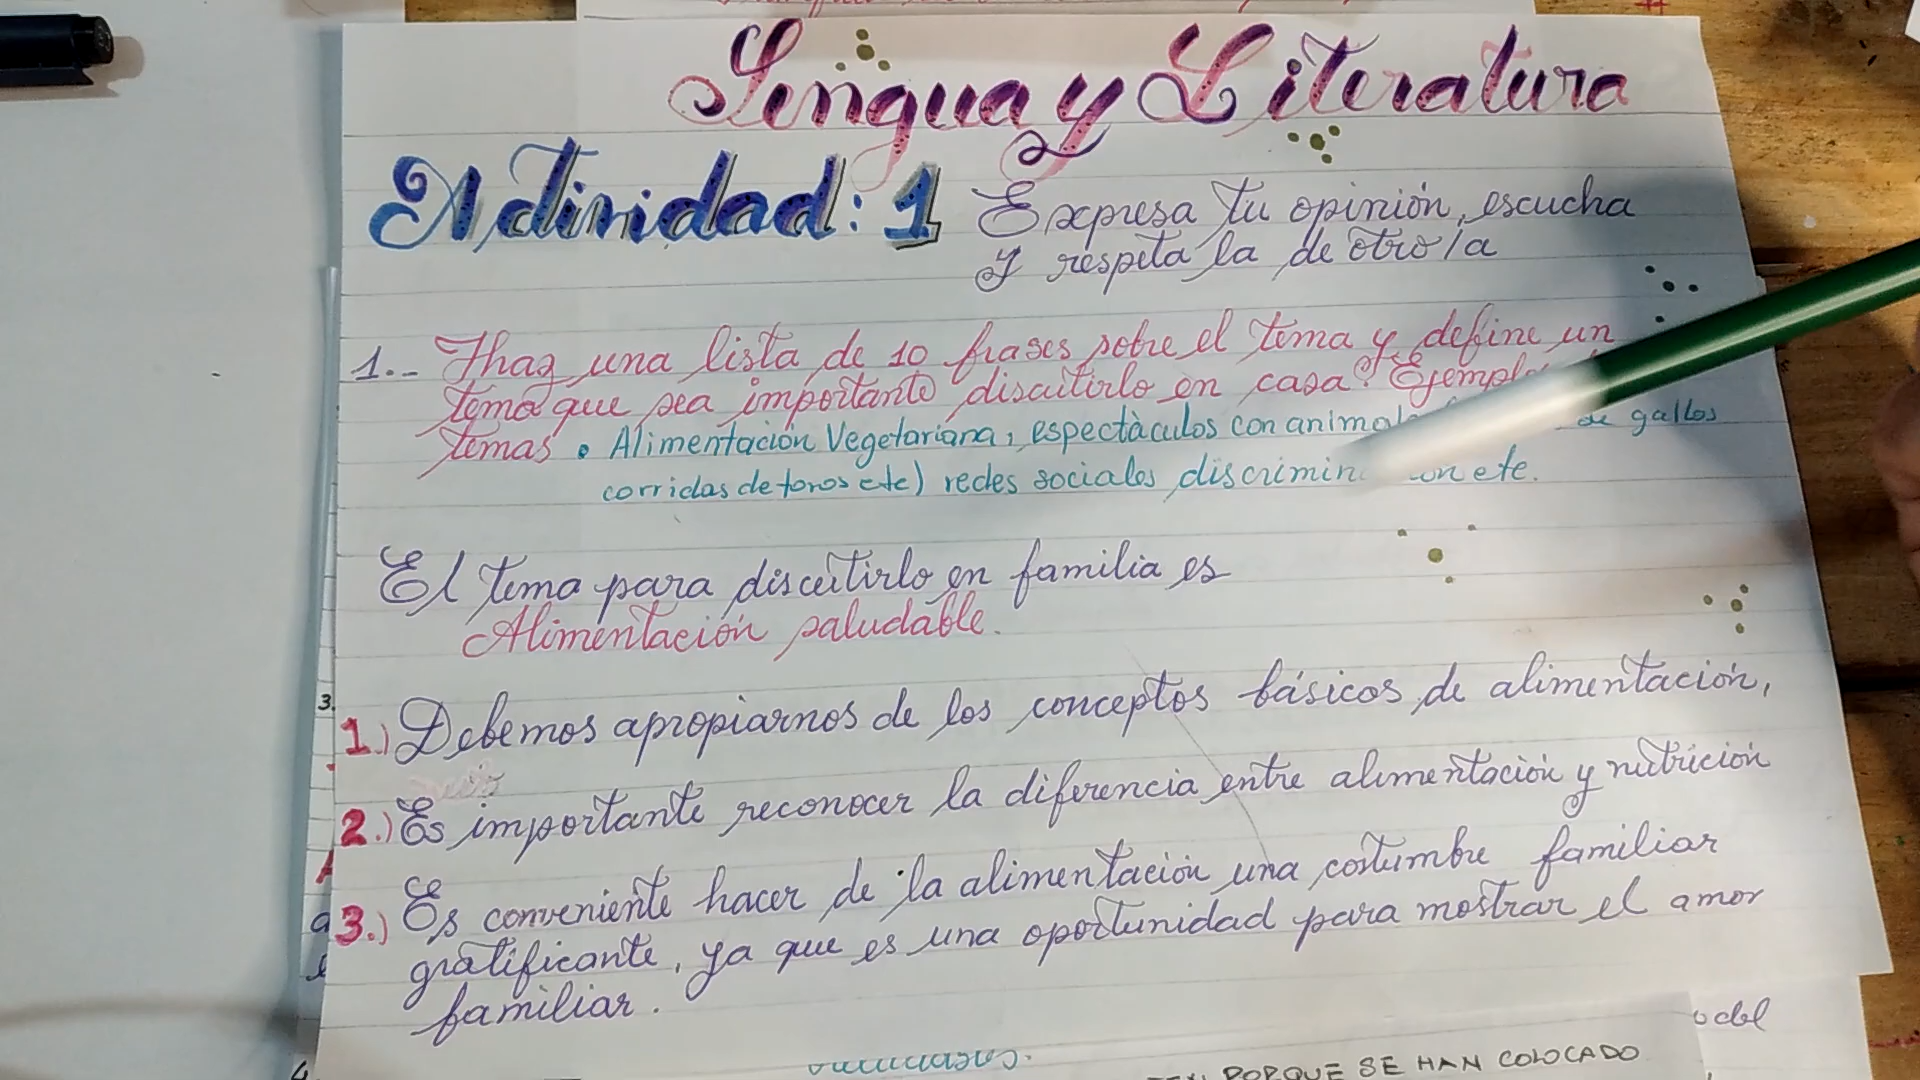 Lengua y Literatura
Actividad: 1 Expresa tu opinión, escucha
y respeta la de otro/a
1.- Haz una lista de 10 frases sobre el tema y define un
tema que sea importante discutirlo en casa? Ejemplo
temas • Alimentación Vegetariana, espectàculos con de gallos
corridas de toros etc) redes sociales etc.
El tema para discutirlo en familia es
Alimentación saludable.
1.) Debemos apropiarnos de los conceptos básicos de alimentación,
2.) Es importante reconocer la diferencia entre alimentación y nutrición
3.) Es conveniente hacer de la alimentación una costumbre familiar
gratificante, ya que es una oportunidad para mostrar el amor
familiar.
PORQUE SE HAN COLOCADO
3.
4.